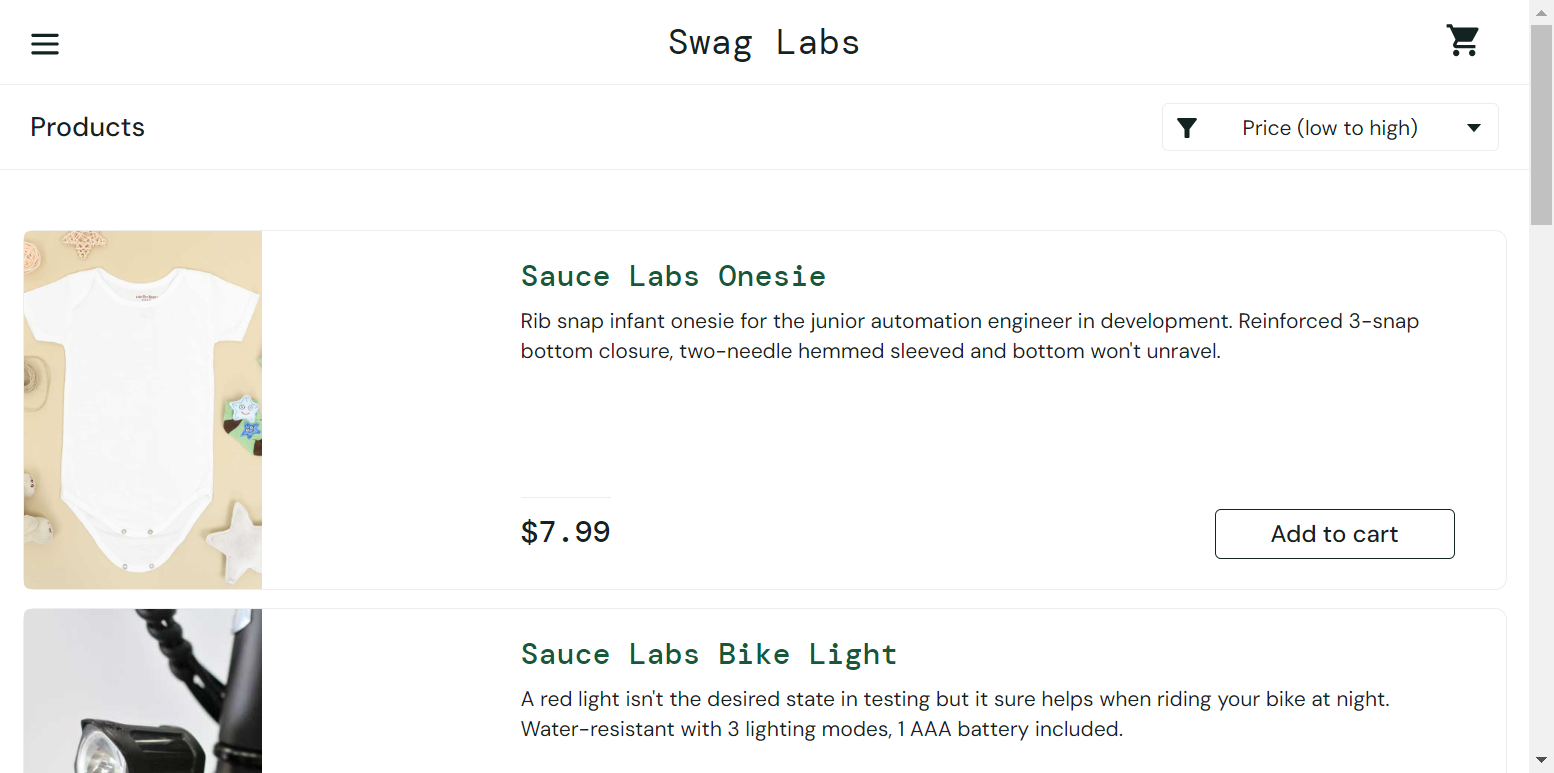 Swag Labs
Products
Price (low to high)
Sauce Labs Onesie
Rib snap infant onesie for the junior automation engineer in development. Reinforced 3-snap
bottom closure, two-needle hemmed sleeved and bottom won't unravel.
$7.99
Add to cart
Sauce Labs Bike Light
A red light isn't the desired state in testing but it sure helps when riding your bike at night.
Water-resistant with 3 lighting modes, 1 AAA battery included.